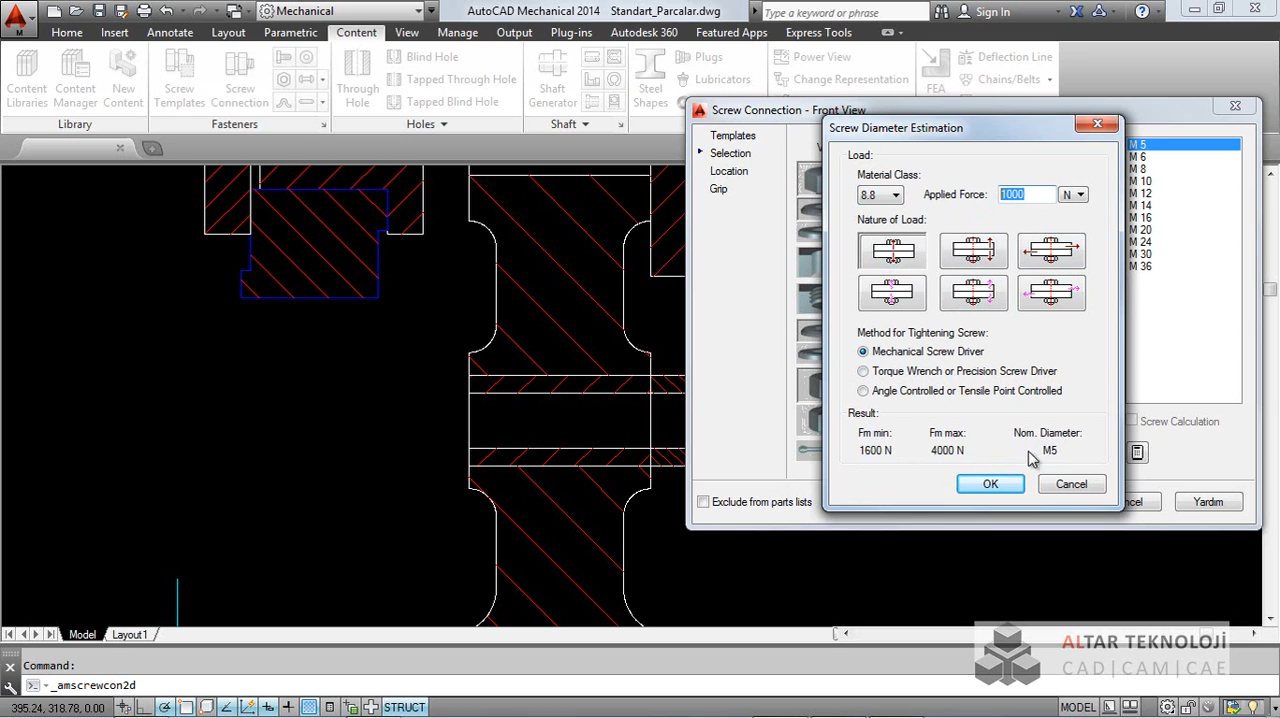 Mechanical
AutoCAD Mechanical 2014 Standart_Parcalar.dwg
Type a keyword or phrase
Sign In
Home Insert Annotate Layout Parametric Content View Manage Output Plug-ins Autodesk 360 Featured Apps Express Tools
Content Libraries
Content Manager
New Content
Library
Screw Templates
Screw Connection
Fasteners
Through Hole
Blind Hole
Tapped Through Hole
Tapped Blind Hole
Holes
Shaft Generator
Shaft
Steel Shapes
Plugs
Lubricators
Power View
Change Representation
FEA
Deflection Line
Chains/Belts
Screw Connection - Front View
Templates
Selection
Location
Grip
Screw Diameter Estimation
Load:
Material Class:
8.8
Applied Force:
1000
N
Nature of Load:
Method for Tightening Screw:
Mechanical Screw Driver
Torque Wrench or Precision Screw Driver
Angle Controlled or Tensile Point Controlled
Result:
Fm min: Fm max: Nom. Diameter:
1600 N 4000 N M5
OK Cancel
M 5
M 6
M 8
M 10
M 12
M 14
M 16
M 20
M 24
M 30
M 36
Screw Calculation
Exclude from parts lists
Yardım
Model Layout1
ALTAR TEKNOLOJİ
CAD|CAM|CAE
Command:
_amscrewcon2d
395.24, 318.78, 0.00
STRUCT
MODEL